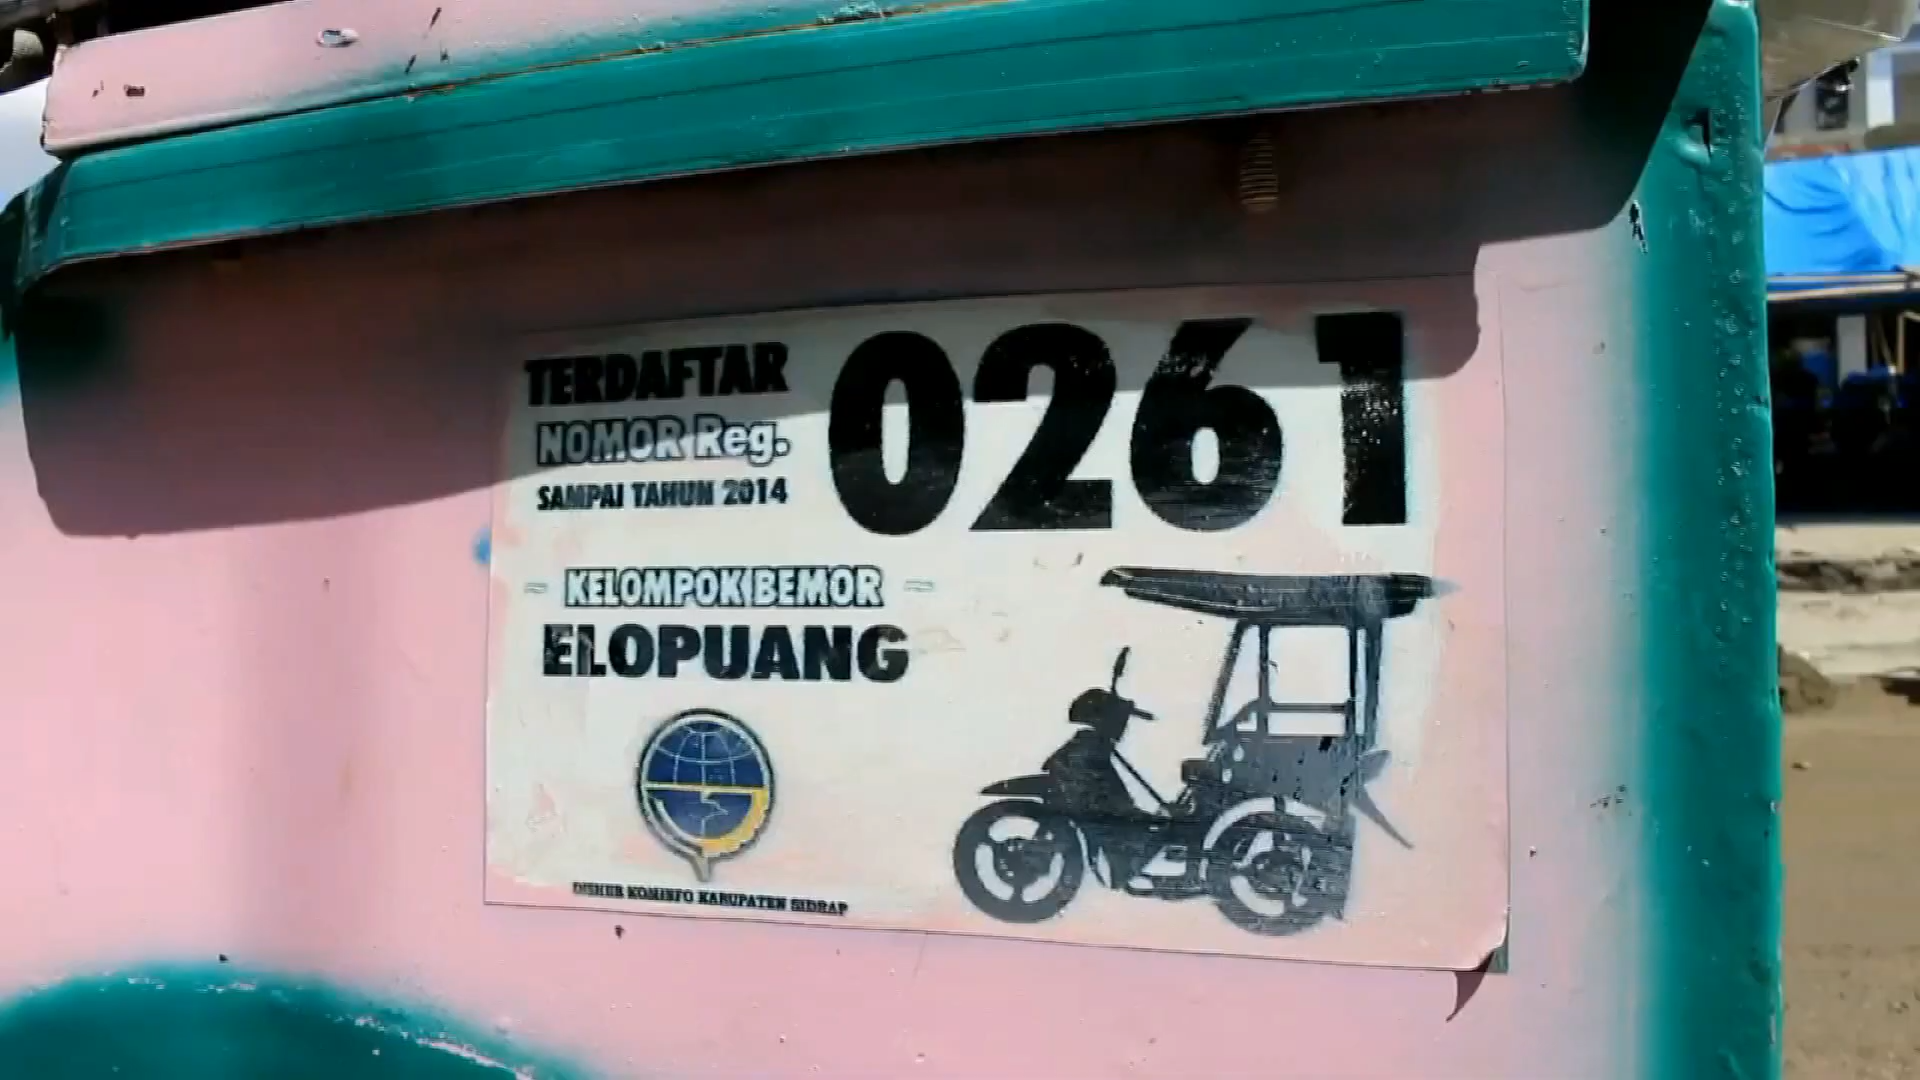 TERDAFTAR
NOMOR Reg.
SAMPAI TAHUN 2014
0261
KELOMPOK BEMOR
ELOPUANG
DISHUB KOMINFO KABUPATEN SIDRAP